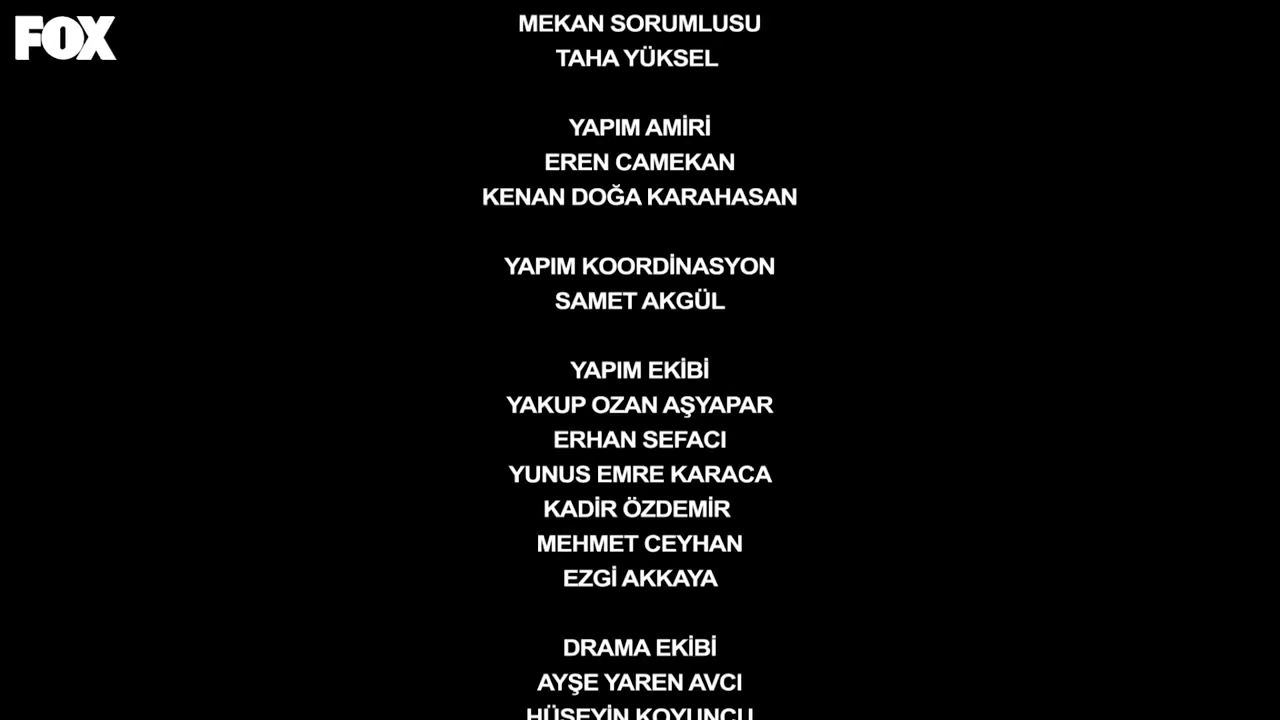 FOX
MEKAN SORUMLUSU
TAHA YÜKSEL
YAPIM AMİRİ
EREN CAMEKAN
KENAN DOĞA KARAHASAN
YAPIM KOORDİNASYON
SAMET AKGÜL
YAPIM EKİBİ
YAKUP OZAN AŞYAPAR
ERHAN SEFACI
YUNUS EMRE KARACA
KADİR ÖZDEMİR
MEHMET CEYHAN
EZGİ AKKAYA
DRAMA EKİBİ
AYŞE YAREN AVCI
HÜSEYİN KOYUNCU